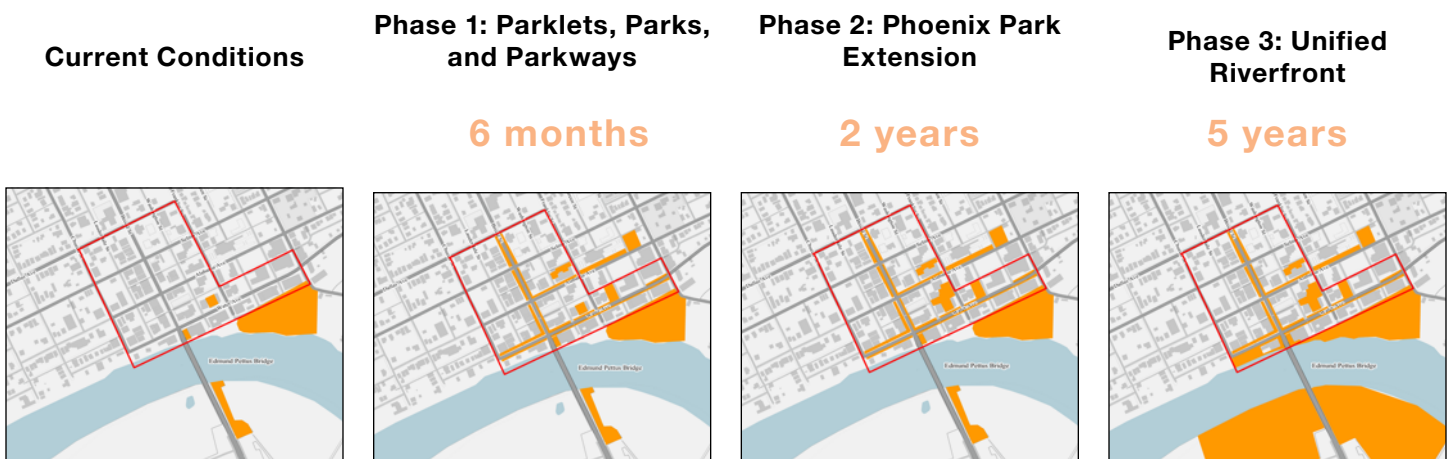 Current Conditions
Phase 1: Parklets, Parks,
and Parkways
6 months
Phase 2: Phoenix Park
Extension
2 years
Phase 3: Unified
Riverfront
5 years
Edmund Pettus Bridge
Edmund Pettus Bridge
Edmund Pettus Bridge
Edmund Pettus Bridge